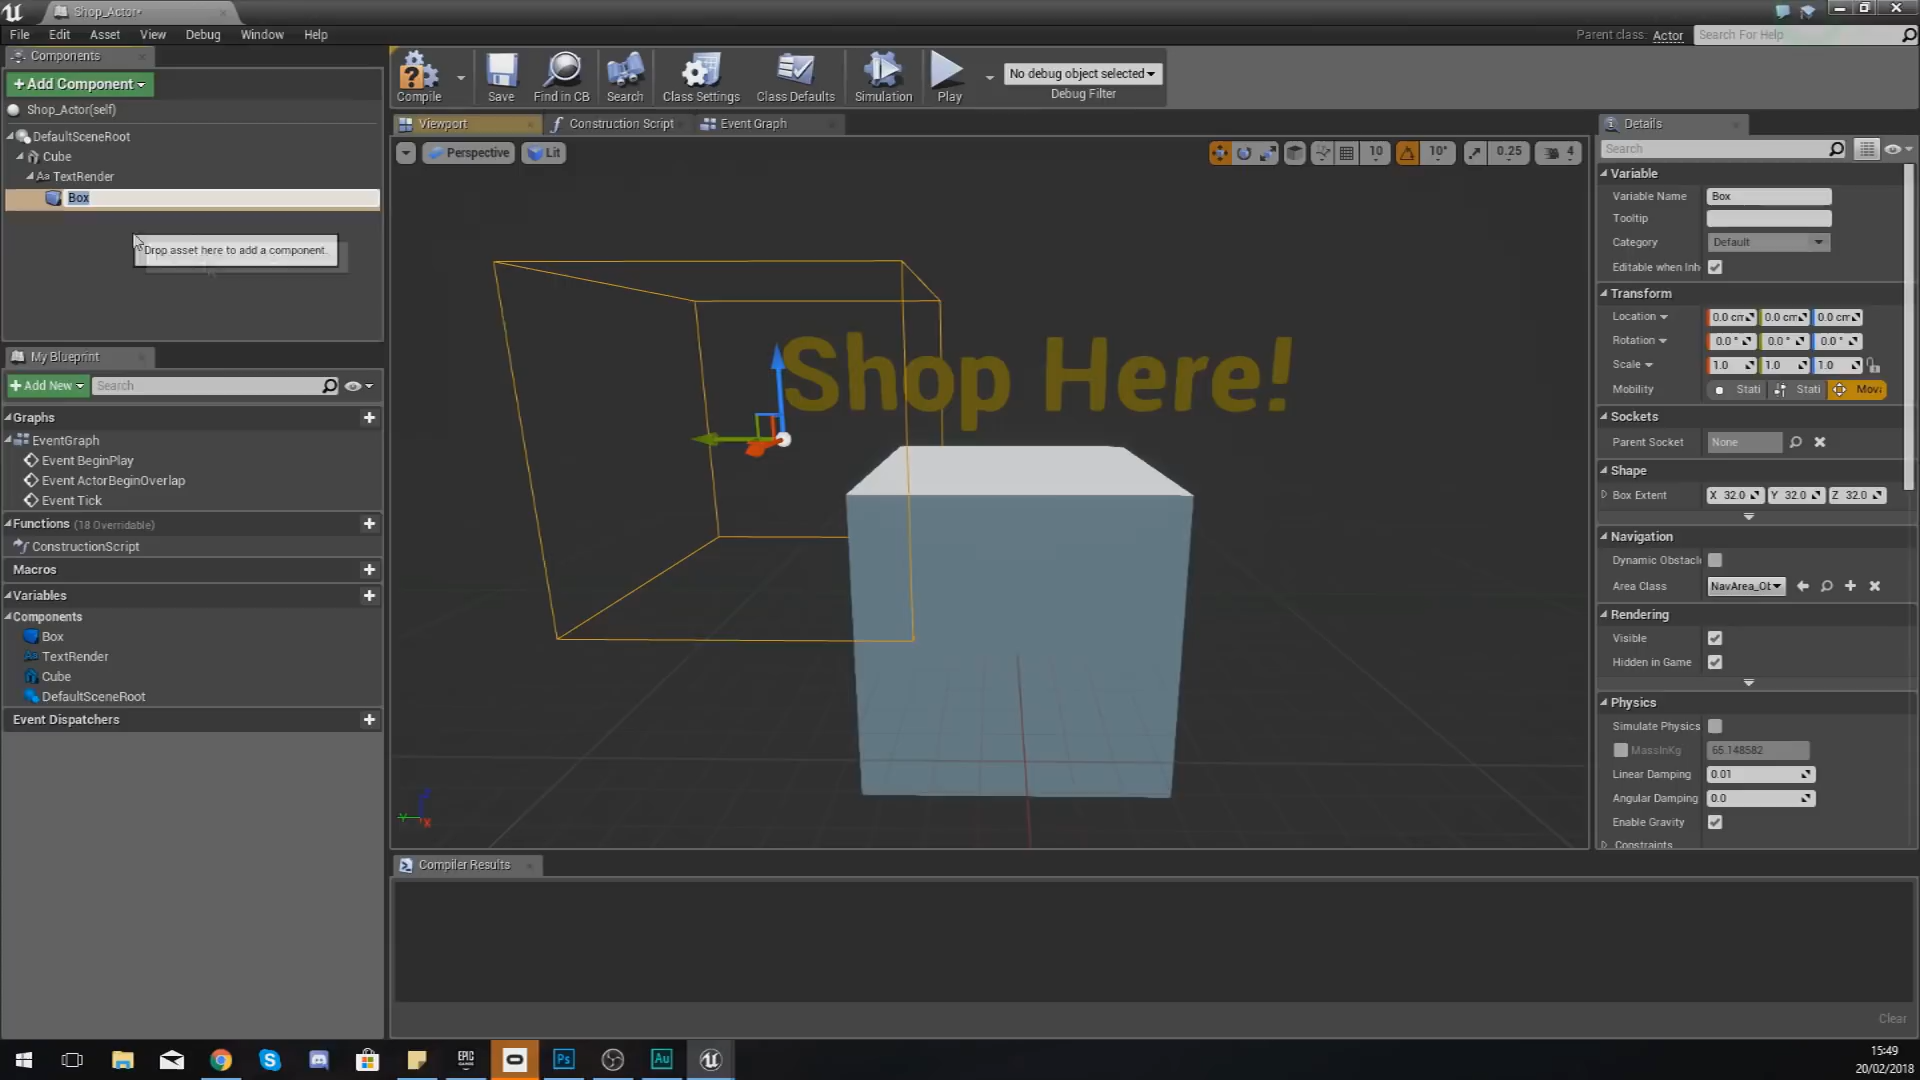 Shop_Actor*
File Edit Asset View Debug Window Help
Parent class: Actor
Search For Help
Components
+Add Component
Shop_Actor(self)
DefaultSceneRoot
Cube
Aa TextRender
Box
Drop asset here to add a component.
My Blueprint
+Add New
Search
Graphs
EventGraph
Event BeginPlay
Event ActorBeginOverlap
Event Tick
Functions (18 Overridable)
ConstructionScript
Macros
Variables
Components
Box
TextRender
Cube
DefaultSceneRoot
Event Dispatchers
Compile Save Find in CB Search Class Settings Class Defaults Simulation Play
No debug object selected
Debug Filter
Viewport
Construction Script
Event Graph
Perspective
Lit
10
10°
0.25
4
Shop Here!
Compiler Results
Clear
Details
Search
Variable
Variable Name Box
Tooltip
Category Default
Editable when Inh
Transform
Location 0.0 cm 0.0 cm 0.0 cm
Rotation 0.0 ° 0.0 ° 0.0 °
Scale 1.0 1.0 1.0
Mobility Stati Stati Mova
Sockets
Parent Socket None
Shape
Box Extent X 32.0 Y 32.0 Z 32.0
Navigation
Dynamic Obstacle
Area Class NavArea_Ob
Rendering
Visible
Hidden in Game
Physics
Simulate Physics
MassInKg 65.148582
Linear Damping 0.01
Angular Damping 0.0
Enable Gravity
Constraints
EPIC GAMES
Ps
Au
15:49
20/02/2018